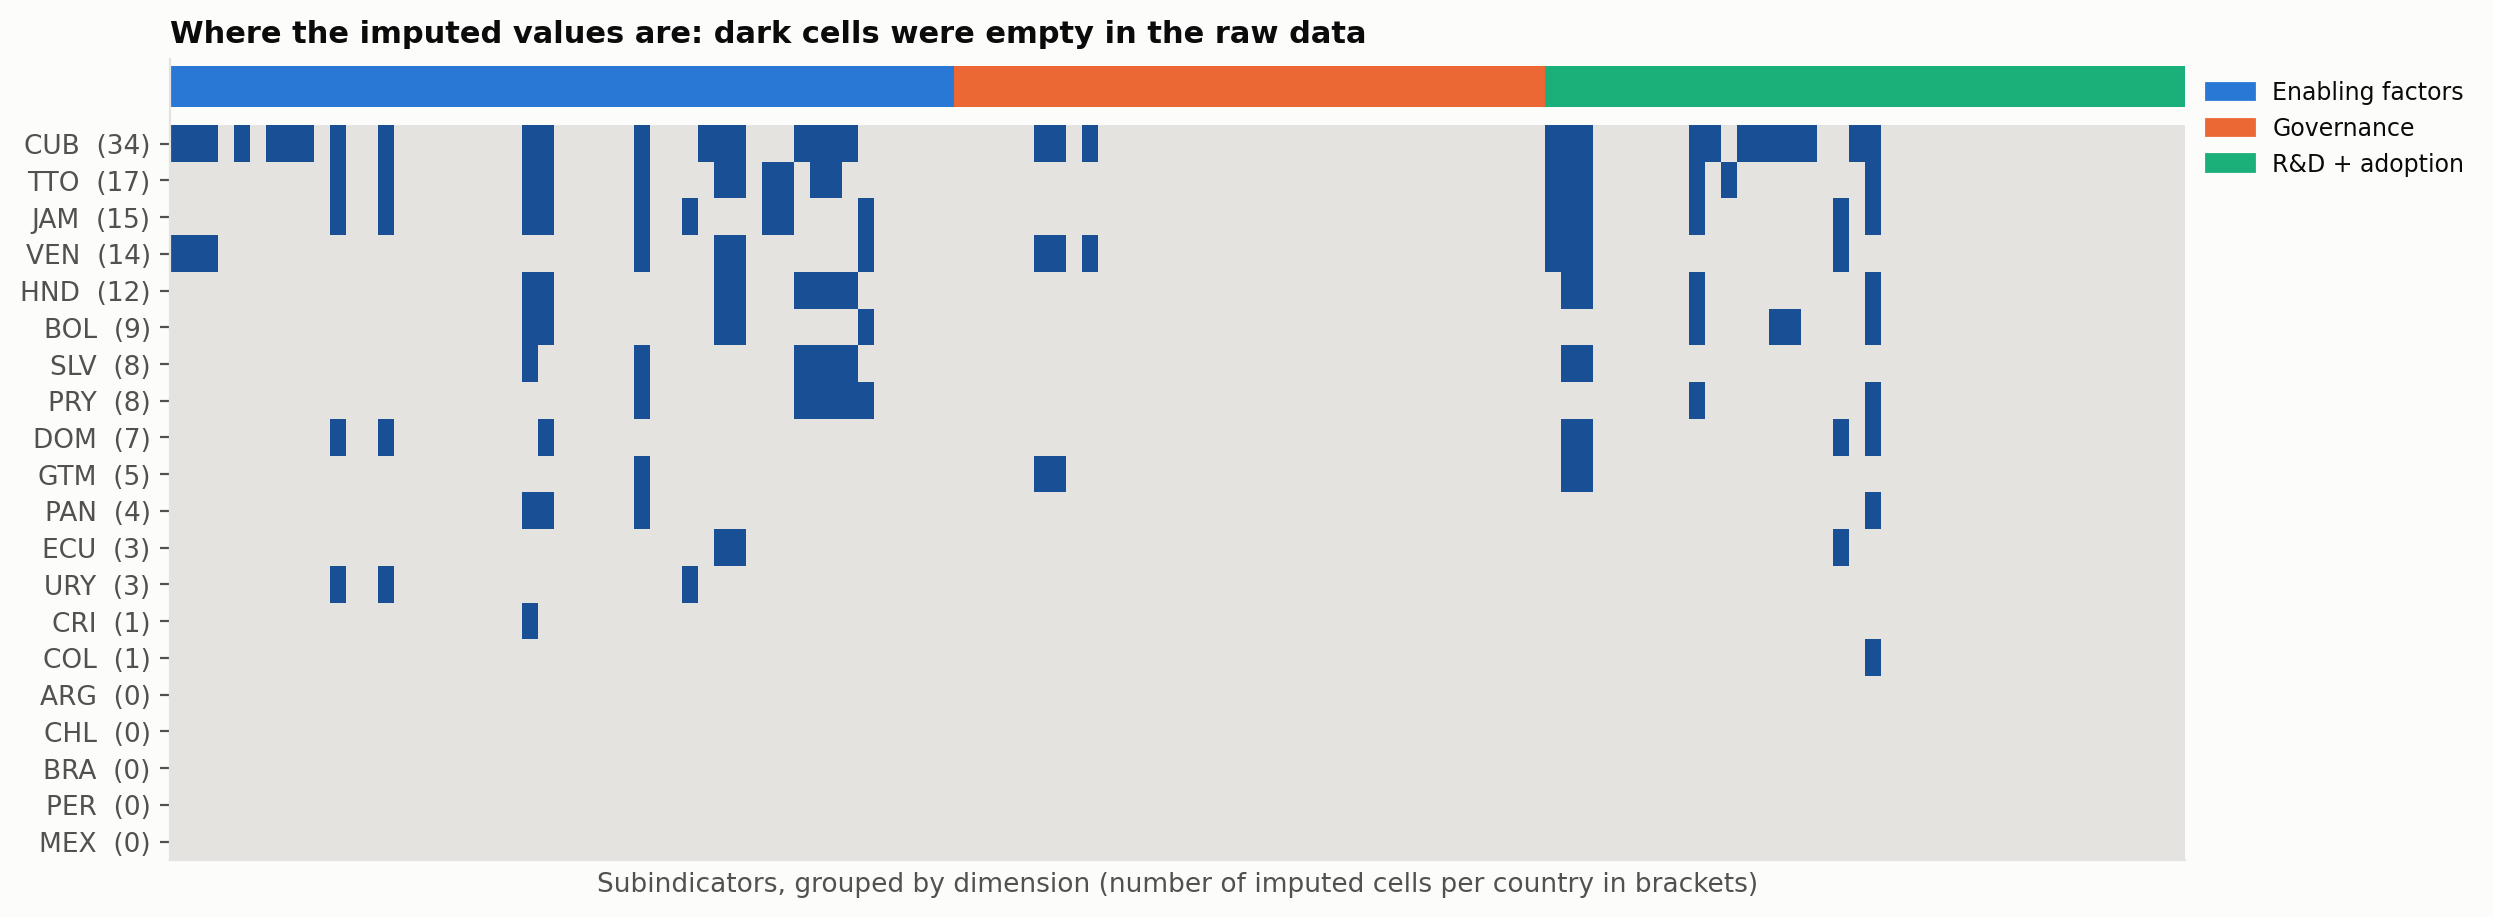 Where the imputed values are: dark cells were empty in the raw data
Enabling factors
Governance
R&D + adoption
CUB (34)
TTO (17)
JAM (15)
VEN (14)
HND (12)
BOL (9)
SLV (8)
PRY (8)
DOM (7)
GTM (5)
PAN (4)
ECU (3)
URY (3)
CRI (1)
COL (1)
ARG (0)
CHL (0)
BRA (0)
PER (0)
MEX (0)
Subindicators, grouped by dimension (number of imputed cells per country in brackets)